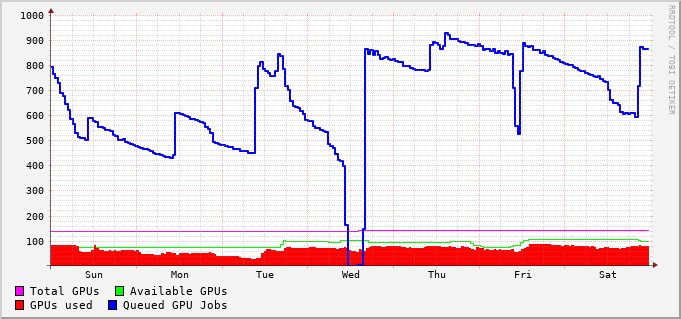 1000
900
800
700
600
500
400
300
200
100
Sun Mon Tue Wed Thu Fri Sat
Total GPUs Available GPUs
GPUs used Queued GPU Jobs
RRDTOOL / TOBI OETIKER